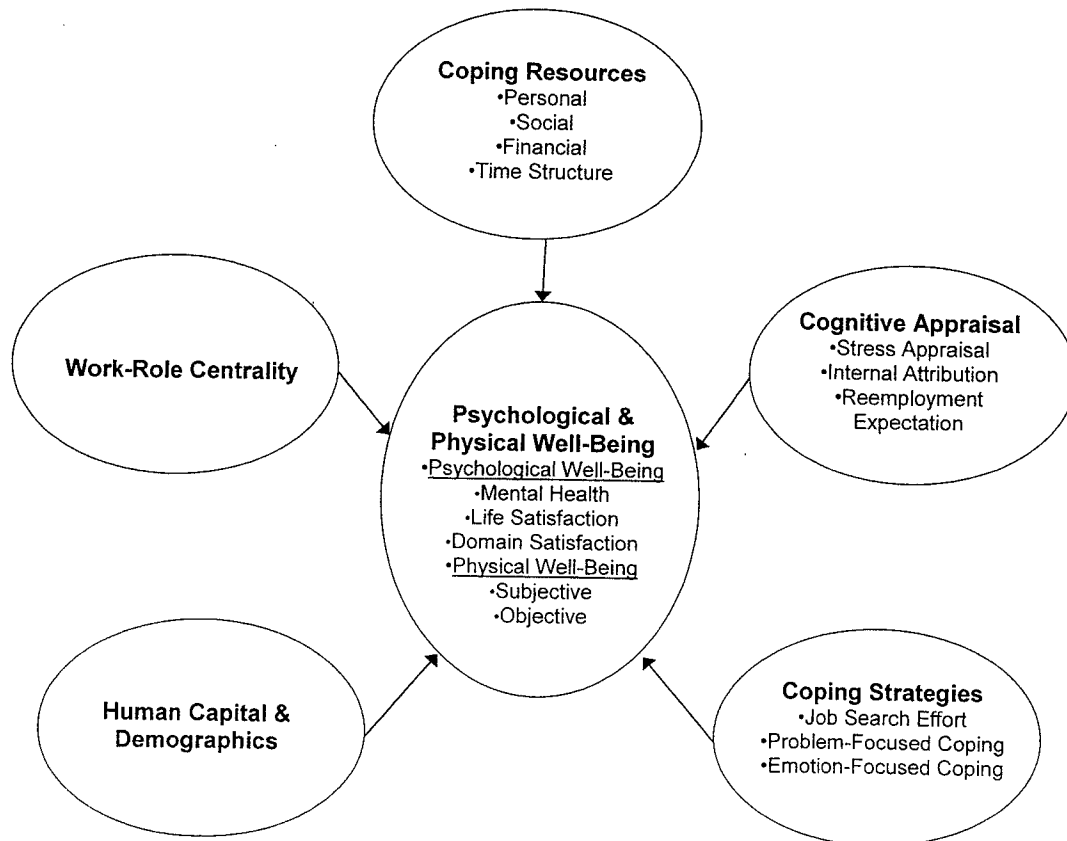 Coping Resources
•Personal
•Social
•Financial
•Time Structure
Work-Role Centrality
Cognitive Appraisal
•Stress Appraisal
•Internal Attribution
•Reemployment
Expectation
Psychological &
Physical Well-Being
•Psychological Well-Being
•Mental Health
•Life Satisfaction
•Domain Satisfaction
•Physical Well-Being
•Subjective
•Objective
Human Capital &
Demographics
Coping Strategies
•Job Search Effort
•Problem-Focused Coping
•Emotion-Focused Coping